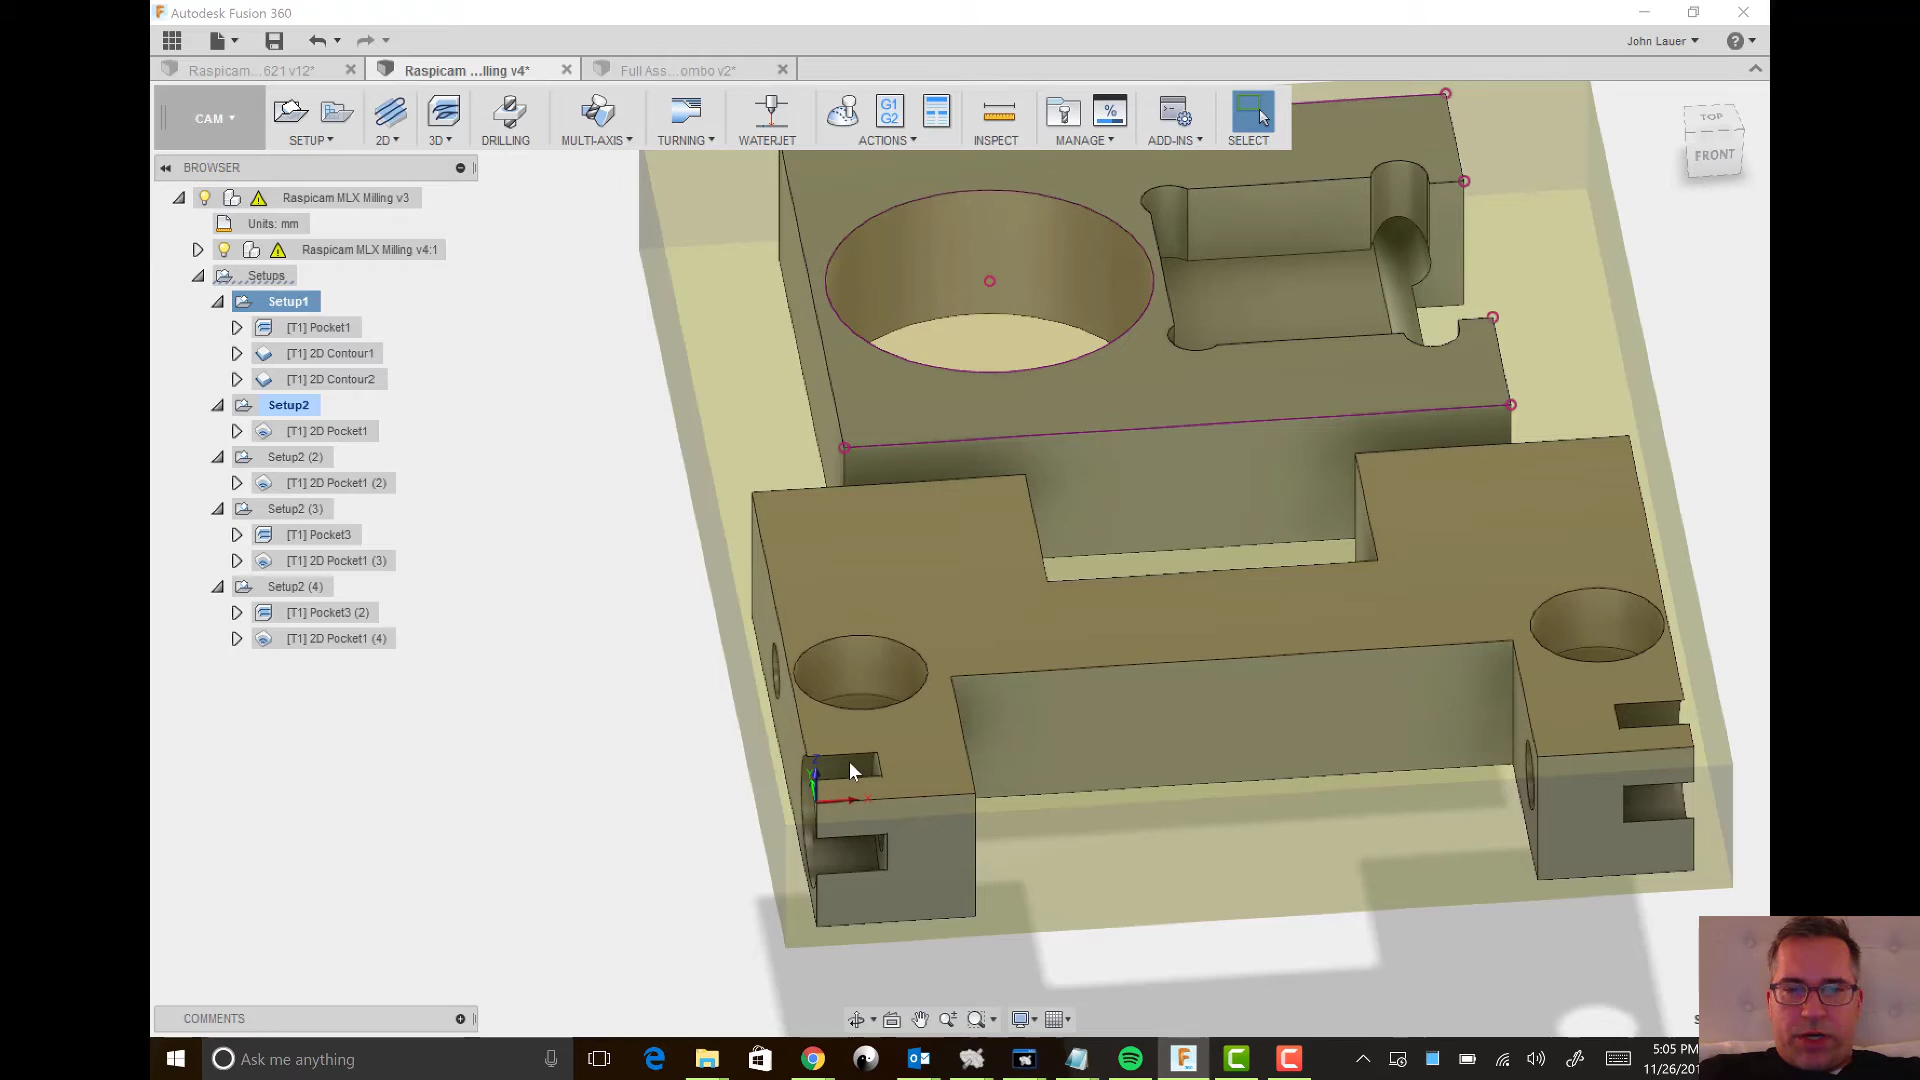 Autodesk Fusion 360
John Lauer
Raspicam...621 v12*
Raspicam ...lling v4*
Full Ass...ombo v2*
CAM
SETUP
2D
3D
DRILLING
MULTI-AXIS
TURNING
WATERJET
G1
G2
ACTIONS
INSPECT
%
MANAGE
ADD-INS
SELECT
TOP
FRONT
BROWSER
Raspicam MLX Milling v3
Units: mm
Raspicam MLX Milling v4:1
Setups
Setup1
[T1] Pocket1
[T1] 2D Contour1
[T1] 2D Contour2
Setup2
[T1] 2D Pocket1
Setup2 (2)
[T1] 2D Pocket1 (2)
Setup2 (3)
[T1] Pocket3
[T1] 2D Pocket1 (3)
Setup2 (4)
[T1] Pocket3 (2)
[T1] 2D Pocket1 (4)
Z
Y
X
COMMENTS
Ask me anything
5:05 PM
11/26/201